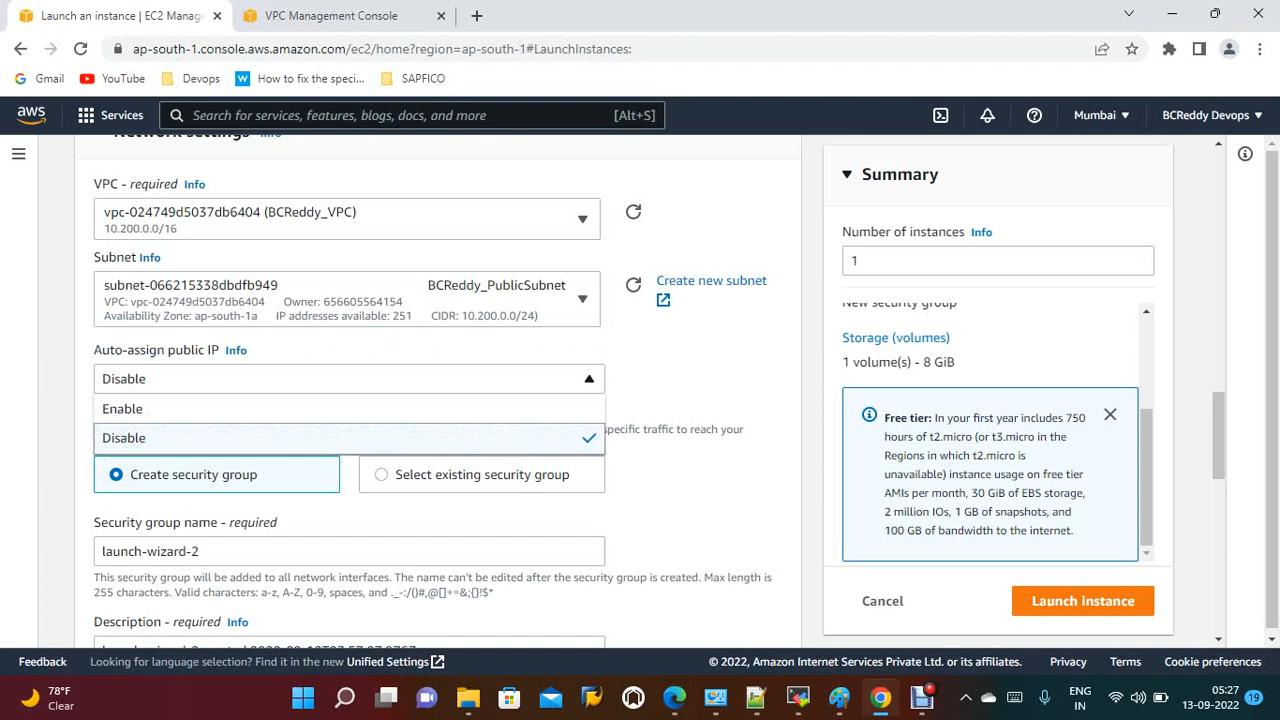 Launch an instance | EC2 Manag
VPC Management Console
ap-south-1.console.aws.amazon.com/ec2/home?region=ap-south-1#LaunchInstances:
Gmail
YouTube
Devops
How to fix the speci...
SAPFICO
aws
Services
Search for services, features, blogs, docs, and more
[Alt+S]
Mumbai
BCReddy Devops
Network settings Info
VPC - required Info
vpc-024749d5037db6404 (BCReddy_VPC)
10.200.0.0/16
Subnet Info
subnet-066215338dbdfb949 BCReddy_PublicSubnet
VPC: vpc-024749d5037db6404 Owner: 656605564154
Availability Zone: ap-south-1a IP addresses available: 251 CIDR: 10.200.0.0/24)
Create new subnet
Auto-assign public IP Info
Disable
Enable
Disable
specific traffic to reach your
Create security group
Select existing security group
Security group name - required
launch-wizard-2
This security group will be added to all network interfaces. The name can't be edited after the security group is created. Max length is
255 characters. Valid characters: a-z, A-Z, 0-9, spaces, and ._-:/()#,@[]+=&;{}!$*
Description - required Info
Summary
Number of instances Info
1
New security group
Storage (volumes)
1 volume(s) - 8 GiB
Free tier: In your first year includes 750
hours of t2.micro (or t3.micro in the
Regions in which t2.micro is
unavailable) instance usage on free tier
AMIs per month, 30 GiB of EBS storage,
2 million IOs, 1 GB of snapshots, and
100 GB of bandwidth to the internet.
Cancel
Launch instance
Feedback
Looking for language selection? Find it in the new Unified Settings
© 2022, Amazon Internet Services Private Ltd. or its affiliates.
Privacy
Terms
Cookie preferences
78°F
Clear
ENG
IN
05:27
13-09-2022
19